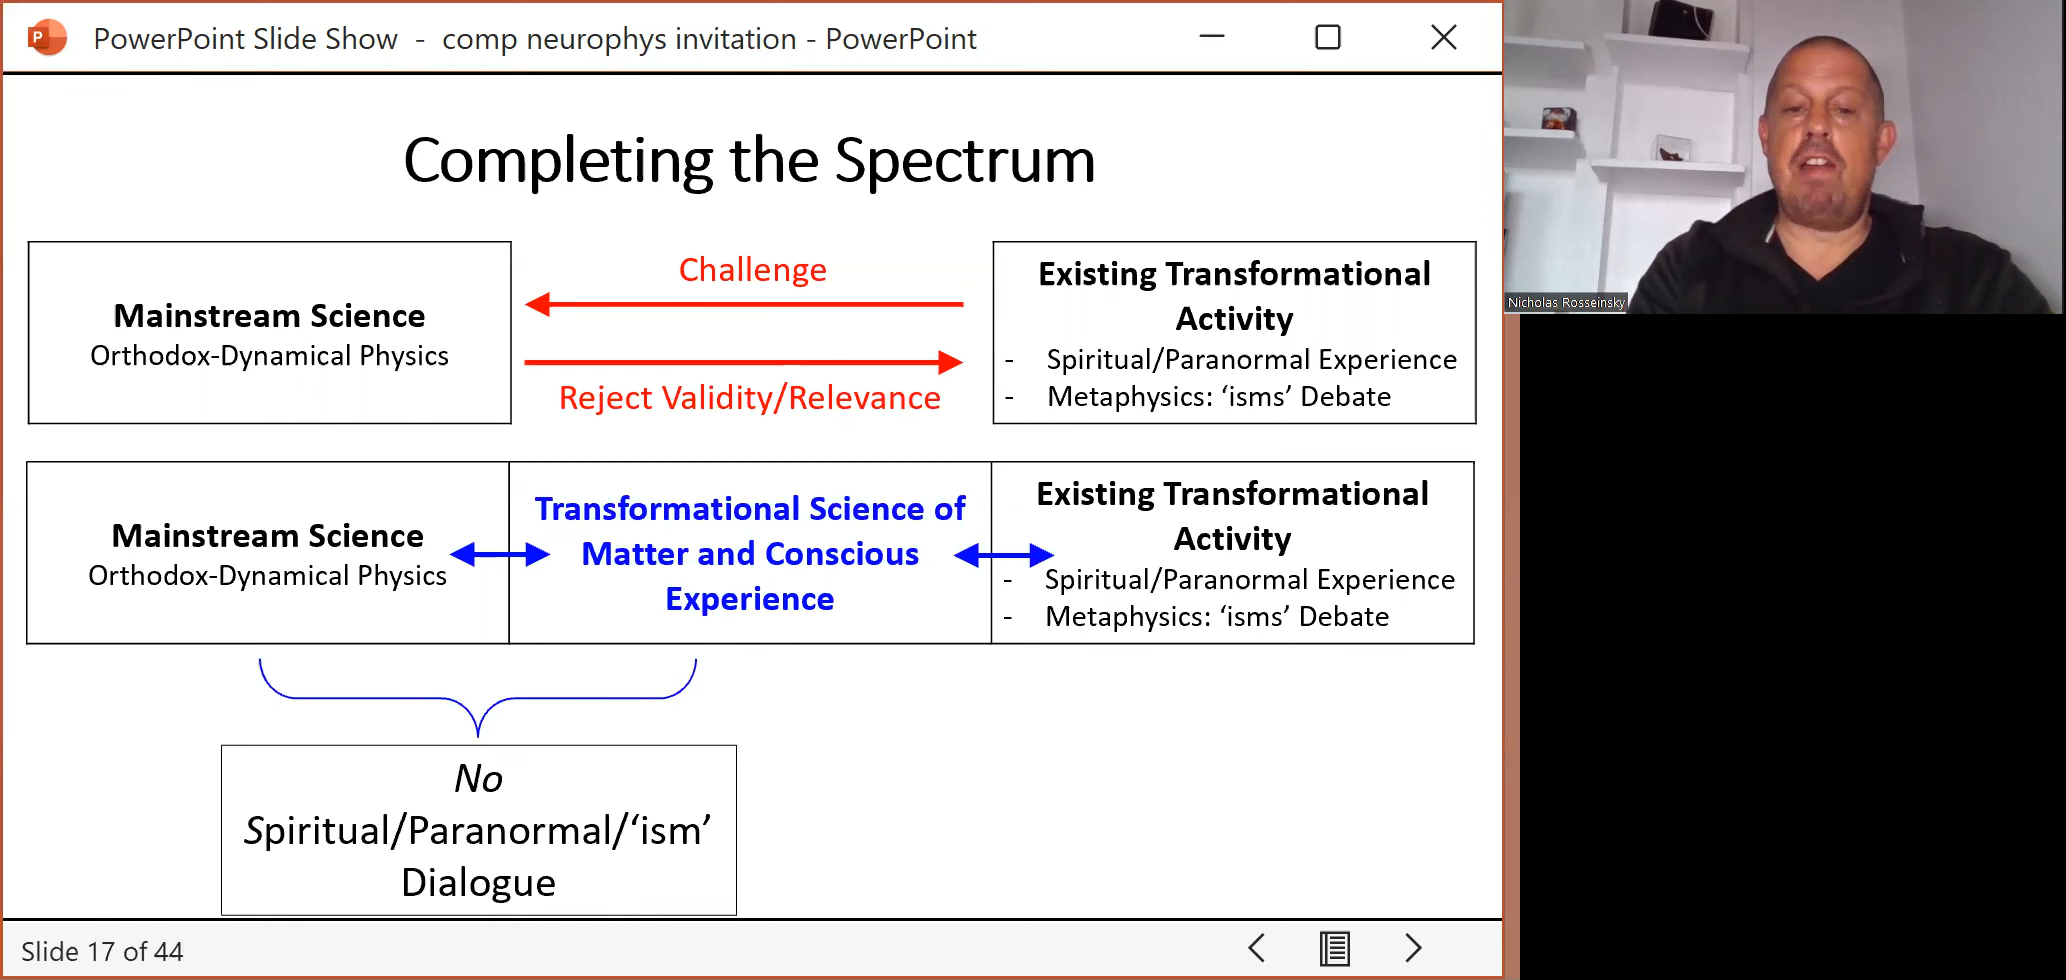 PowerPoint Slide Show - comp neurophys invitation - PowerPoint
Completing the Spectrum
Mainstream Science
Orthodox-Dynamical Physics
Challenge
Reject Validity/Relevance
Existing Transformational
Activity
- Spiritual/Paranormal Experience
- Metaphysics: ‘isms’ Debate
Mainstream Science
Orthodox-Dynamical Physics
Transformational Science of
Matter and Conscious
Experience
Existing Transformational
Activity
- Spiritual/Paranormal Experience
- Metaphysics: ‘isms’ Debate
No
Spiritual/Paranormal/‘ism’
Dialogue
Slide 17 of 44
Nicholas Rosseinsky